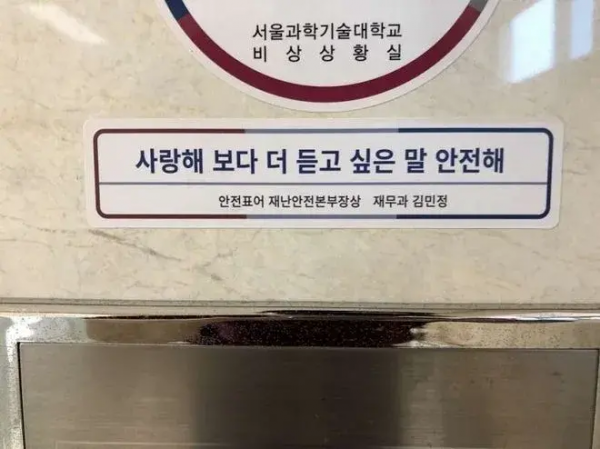 서울과학기술대학교
비 상 상 황 실
사랑해 보다 더 듣고 싶은 말 안전해
안전표어 재난안전본부장상 재무과 김민정